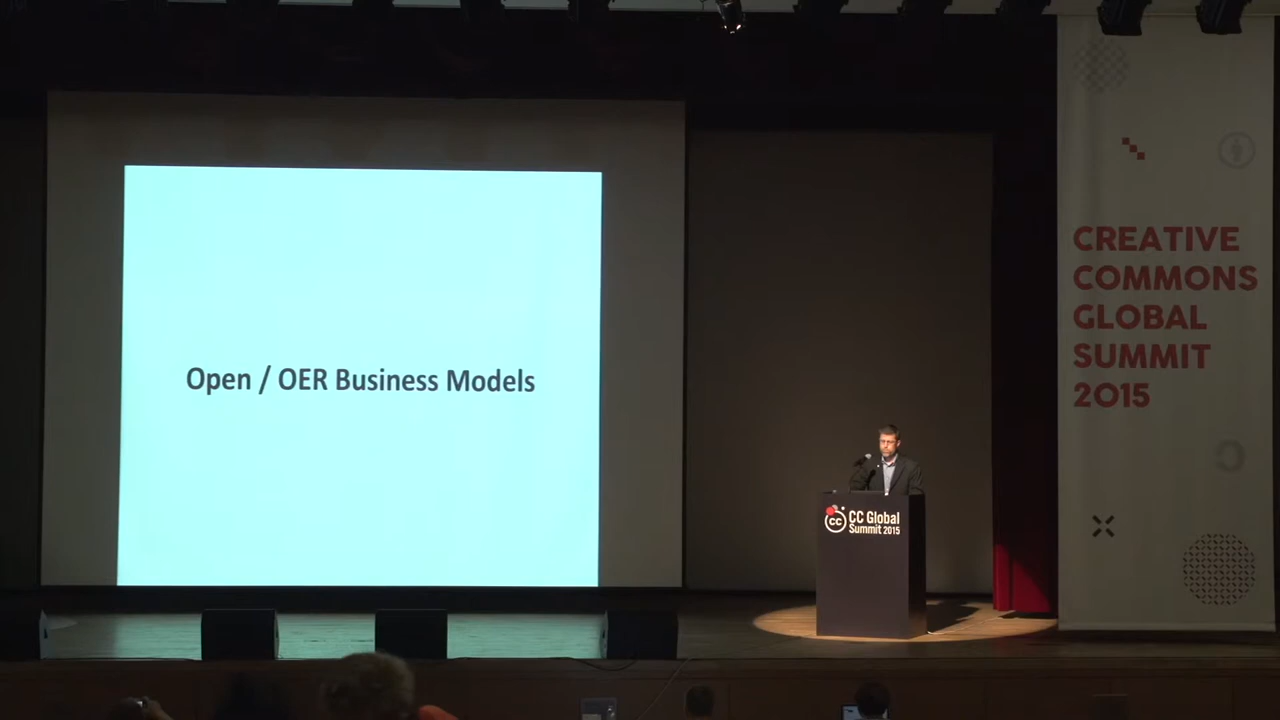 Open / OER Business Models
CC Global
Summit 2015
CREATIVE
COMMONS
GLOBAL
SUMMIT
2015